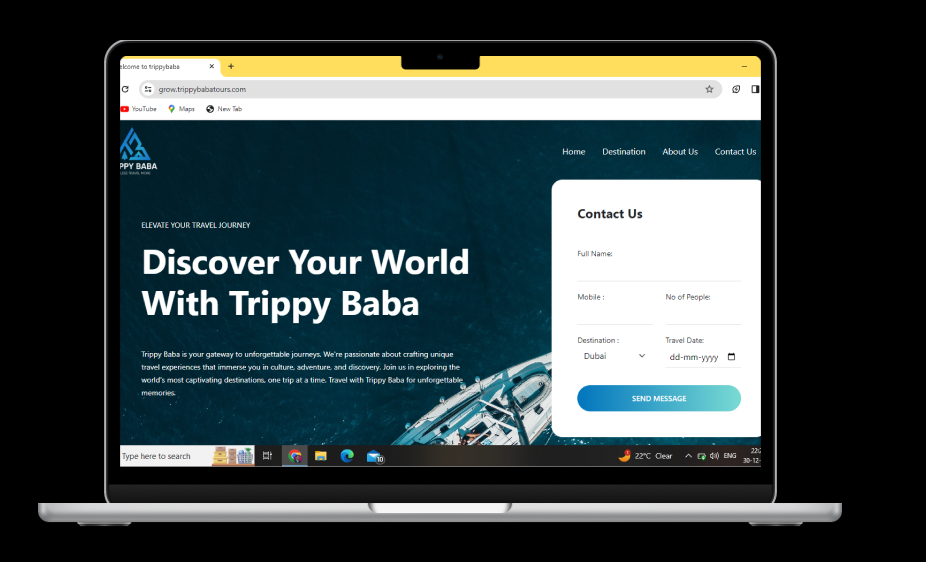 elcome to trippybaba
grow.trippybabatours.com
YouTube Maps New Tab
PPY BABA
Home Destination About Us Contact Us
ELEVATE YOUR TRAVEL JOURNEY
Discover Your World
With Trippy Baba
Trippy Baba is your gateway to unforgettable journeys. We're passionate about crafting unique
travel experiences that immerse you in culture, adventure, and discovery. Join us in exploring the
world's most captivating destinations, one trip at a time. Travel with Trippy Baba for unforgettable
memories.
Contact Us
Full Name:
Mobile :
No of People:
Destination :
Travel Date:
Dubai
dd-mm-yyyy
SEND MESSAGE
Type here to search
10
22°C Clear
ENG
22:
30-12-